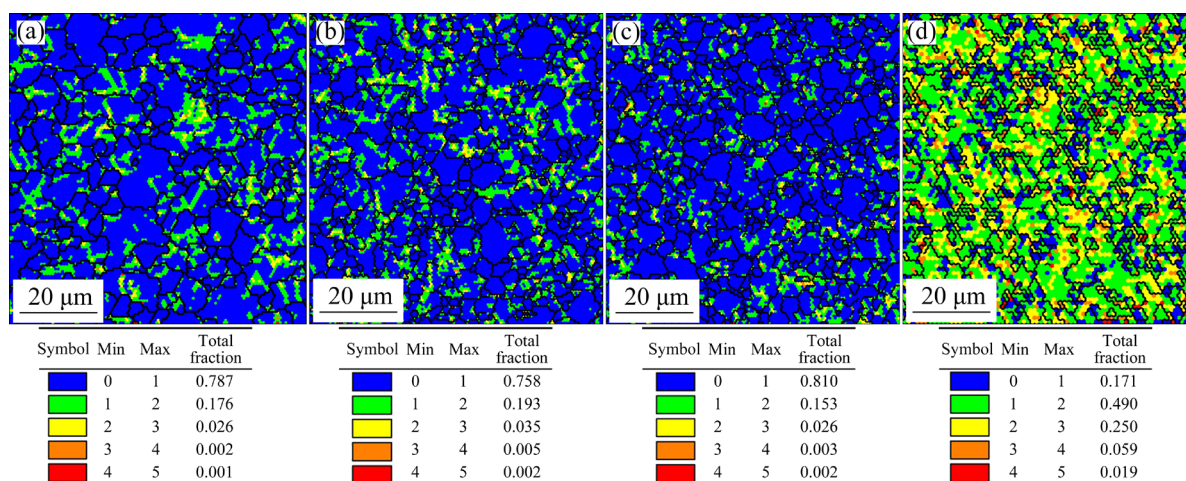 (a) (b) (c) (d)
20 μm 20 μm 20 μm 20 μm
Symbol Min Max Total fraction Symbol Min Max Total fraction Symbol Min Max Total fraction Symbol Min Max Total fraction
0 1 0.787 0 1 0.758 0 1 0.810 0 1 0.171
1 2 0.176 1 2 0.193 1 2 0.153 1 2 0.490
2 3 0.026 2 3 0.035 2 3 0.026 2 3 0.250
3 4 0.002 3 4 0.005 3 4 0.003 3 4 0.059
4 5 0.001 4 5 0.002 4 5 0.002 4 5 0.019